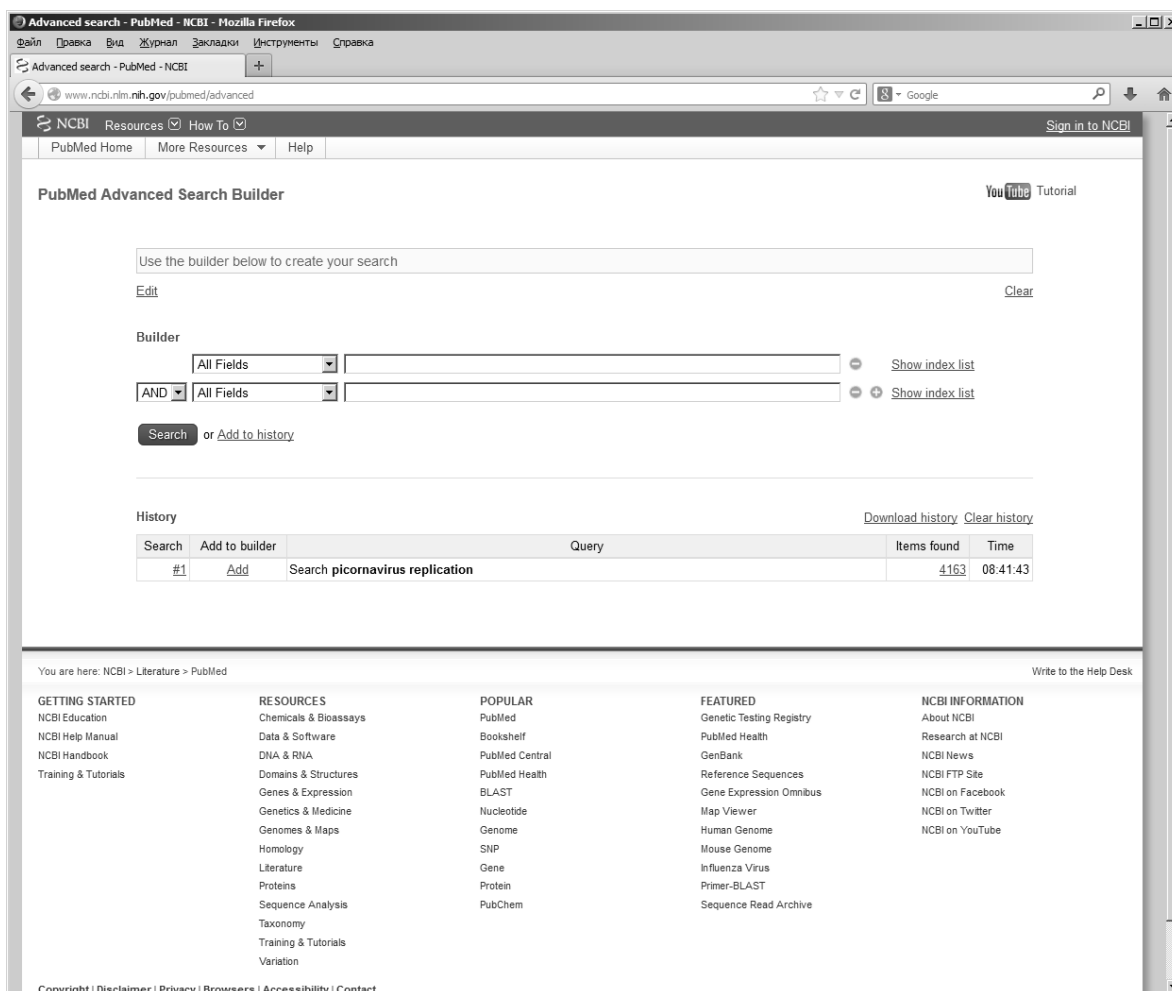 Advanced search - PubMed - NCBI - Mozilla Firefox
Файл Правка Вид Журнал Закладки Инструменты Справка
Advanced search - PubMed - NCBI +
www.ncbi.nlm.nih.gov/pubmed/advanced 8 Google
NCBI Resources How To Sign in to NCBI
PubMed Home More Resources Help
PubMed Advanced Search Builder YouTube Tutorial
Use the builder below to create your search
Edit Clear
Builder
All Fields Show index list
AND All Fields Show index list
Search or Add to history
History Download history Clear history
Search Add to builder Query Items found Time
#1 Add Search picornavirus replication 4163 08:41:43
You are here: NCBI > Literature > PubMed Write to the Help Desk
GETTING STARTED RESOURCES POPULAR FEATURED NCBI INFORMATION
NCBI Education Chemicals & Bioassays PubMed Genetic Testing Registry About NCBI
NCBI Help Manual Data & Software Bookshelf PubMed Health Research at NCBI
NCBI Handbook DNA & RNA PubMed Central GenBank NCBI News
Training & Tutorials Domains & Structures PubMed Health Reference Sequences NCBI FTP Site
Genes & Expression BLAST Gene Expression Omnibus NCBI on Facebook
Genetics & Medicine Nucleotide Map Viewer NCBI on Twitter
Genomes & Maps Genome Human Genome NCBI on YouTube
Homology SNP Mouse Genome
Literature Gene Influenza Virus
Proteins Protein Primer-BLAST
Sequence Analysis PubChem Sequence Read Archive
Taxonomy
Training & Tutorials
Variation
Copyright | Disclaimer | Privacy | Browsers | Accessibility | Contact